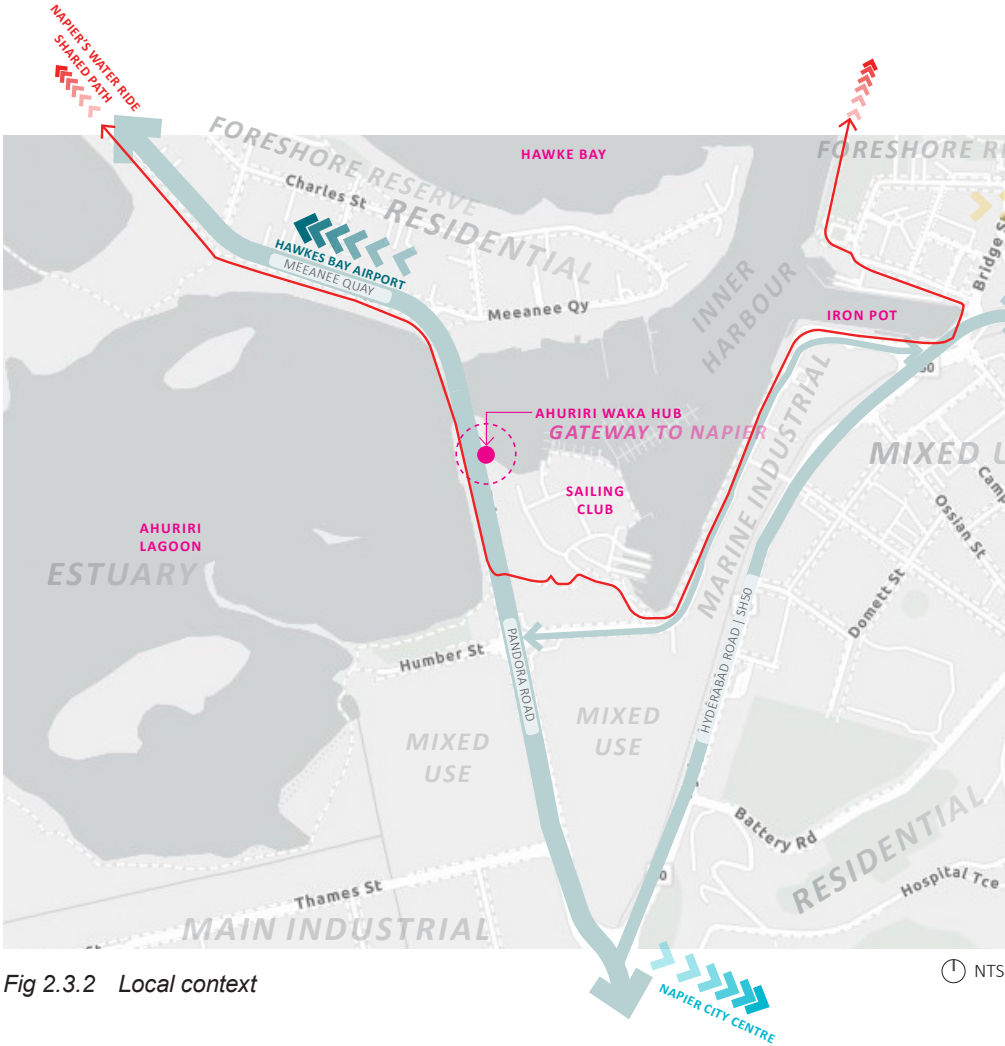 NAPIER'S WATER RIDE
SHARED PATH
FORESHORE RESERVE
HAWKE BAY
FORESHORE RE
Charles St
RESIDENTIAL
HAWKES BAY AIRPORT
MEEANEE QUAY
Meeanee Qy
INNER
HARBOUR
IRON POT
Bridge S
AHURIRI WAKA HUB
GATEWAY TO NAPIER
MARINE INDUSTRIAL
MIXED U
SAILING
CLUB
Camp
Ossian St
AHURIRI
LAGOON
ESTUARY
Domett St
HYDERABAD ROAD | SH50
Humber St
PANDORA ROAD
MIXED
USE
MIXED
USE
Battery Rd
RESIDENTIAL
Hospital Tce
Thames St
MAIN INDUSTRIAL
NAPIER CITY CENTRE
Fig 2.3.2 Local context
NTS